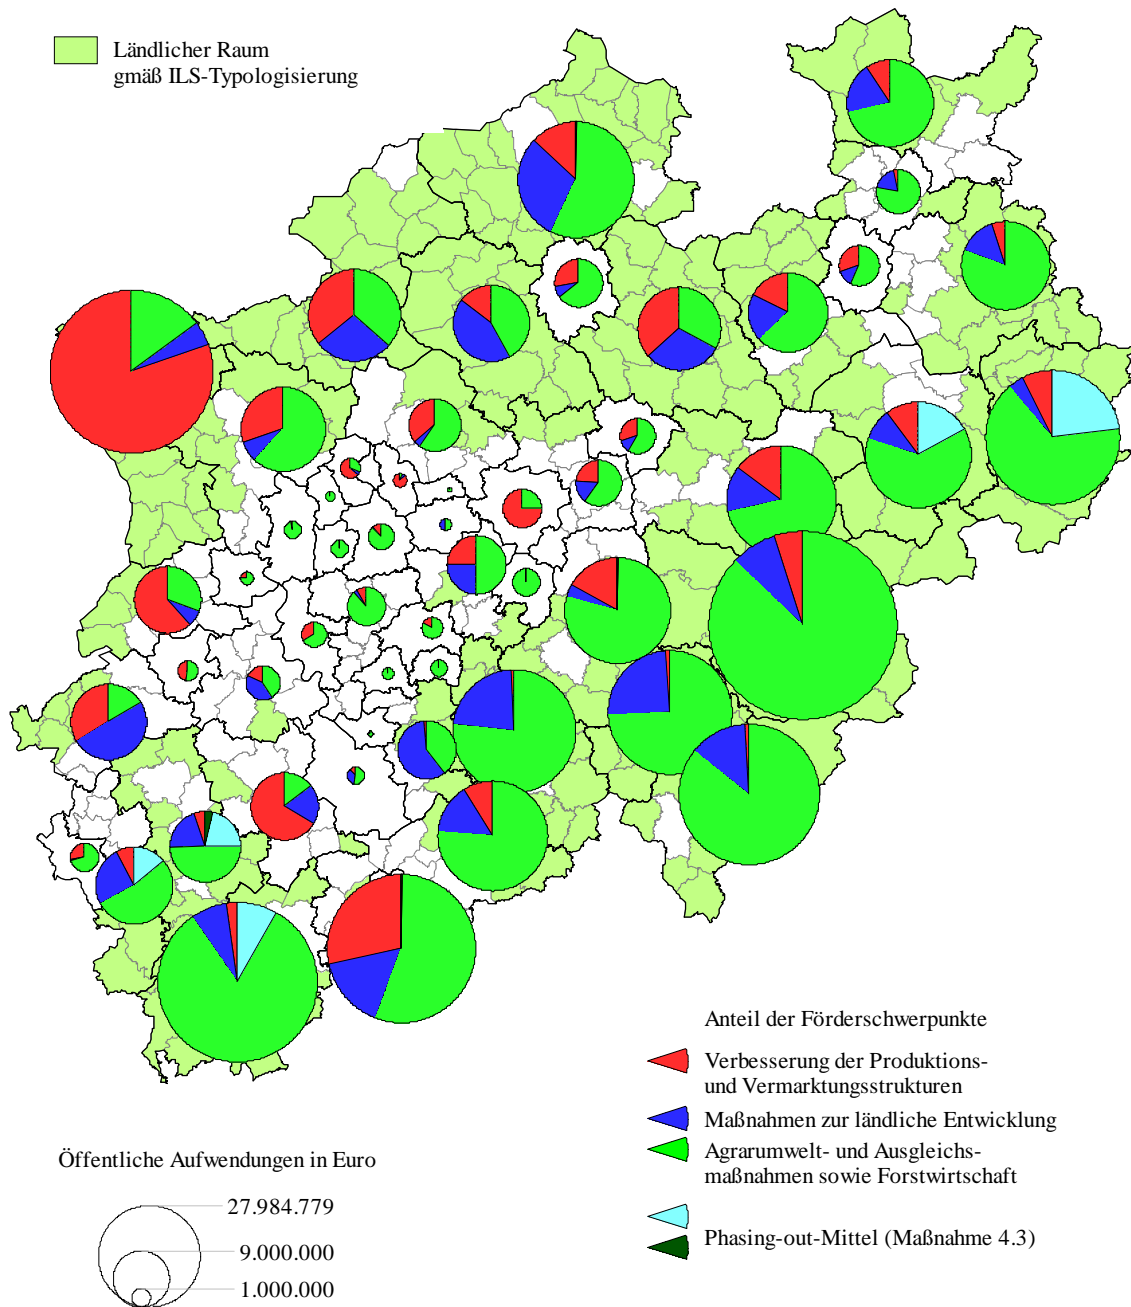 Ländlicher Raum
gmäß ILS-Typologisierung
Anteil der Förderschwerpunkte
Verbesserung der Produktions-
und Vermarktungsstrukturen
Maßnahmen zur ländliche Entwicklung
Agrarumwelt- und Ausgleichs-
maßnahmen sowie Forstwirtschaft
Phasing-out-Mittel (Maßnahme 4.3)
Öffentliche Aufwendungen in Euro
27.984.779
9.000.000
1.000.000